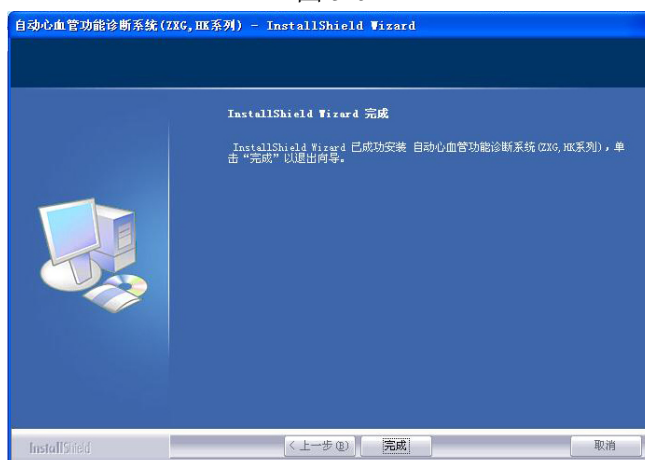 自动心血管功能诊断系统(ZXG,HK系列) - InstallShield Wizard
InstallShield Wizard 完成
InstallShield Wizard 已成功安装 自动心血管功能诊断系统(ZXG,HK系列)，单
击“完成”以退出向导。
InstallShield
< 上一步(B)
完成
取消